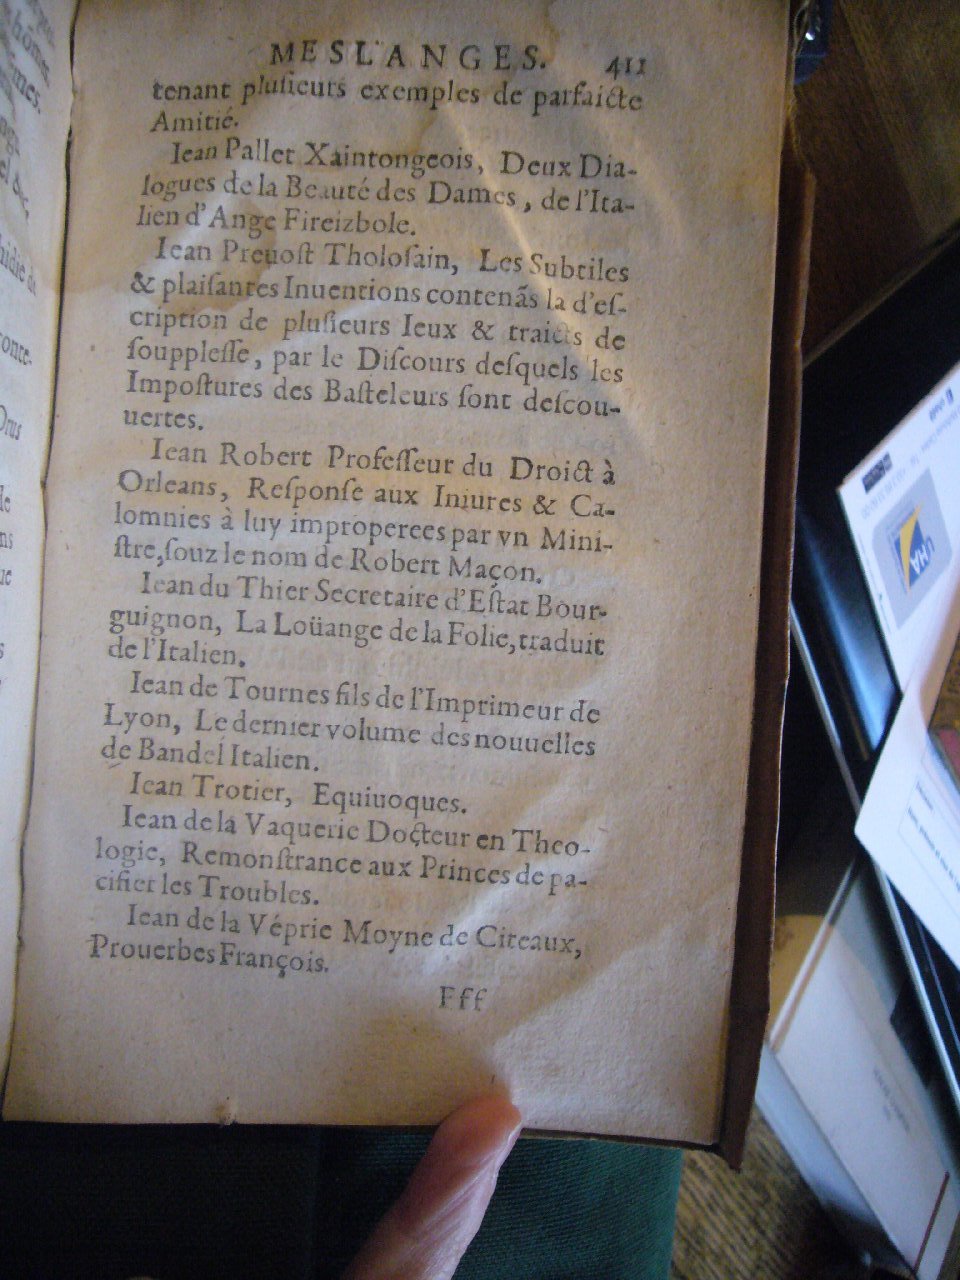 MESLANGES. 411
tenant pluſieurs exemples de parfaicte
Amitié.
Iean Pallet Xaintongeois, Deux Dia-
logues de la Beauté des Dames, de l'Ita-
lien d'Ange Fireizbole.
Iean Preuoſt Tholoſain, Les Subtiles
& plaiſantes Inuentions contenãs la d'eſ-
cription de pluſieurs Ieux & traicts de
ſouppleſſe, par le Diſcours deſquels les
Impoſtures des Baſteleurs ſont deſcou-
uertes.
Iean Robert Profeſſeur du Droict à
Orleans, Reſponſe aux Iniures & Ca-
lomnies à luy improperees par vn Mini-
ſtre, ſouz le nom de Robert Maçon.
Iean du Thier Secretaire d'Eſtat Bour-
guignon, La Loüange de la Folie, traduit
de l'Italien.
Iean de Tournes fils de l'Imprimeur de
Lyon, Le dernier volume des nouuelles
de Bandel Italien.
Iean Trotier, Equiuoques.
Iean de la Vaquerie Docteur en Theo-
logie, Remonſtrance aux Princes de pa-
cifier les Troubles.
Iean de la Véprie Moyne de Citeaux,
Prouerbes François.
Fff
UHA